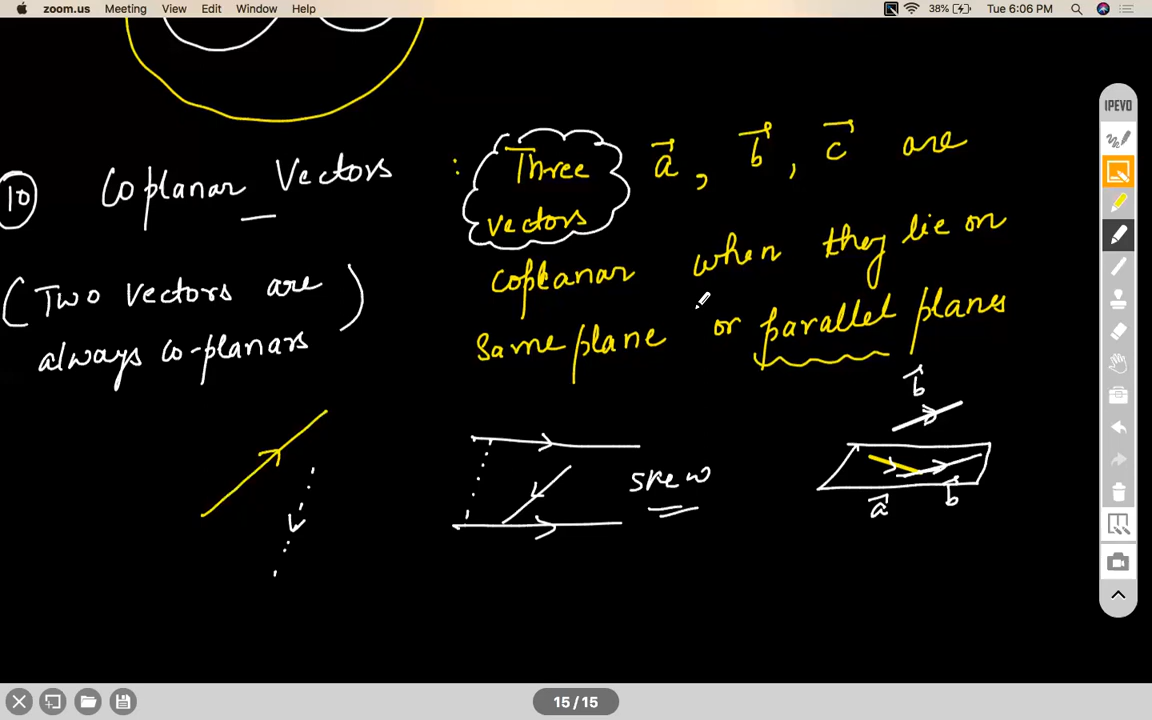 zoom.us Meeting View Edit Window Help 38% Tue 6:06 PM
IPEVO
10 Coplanar Vectors : Three a⃗, b⃗, c⃗ are
vectors
coplanar when they lie on
same plane or parallel planes
(Two vectors are
always co-planars)
b⃗
skew
a⃗ b
15/15